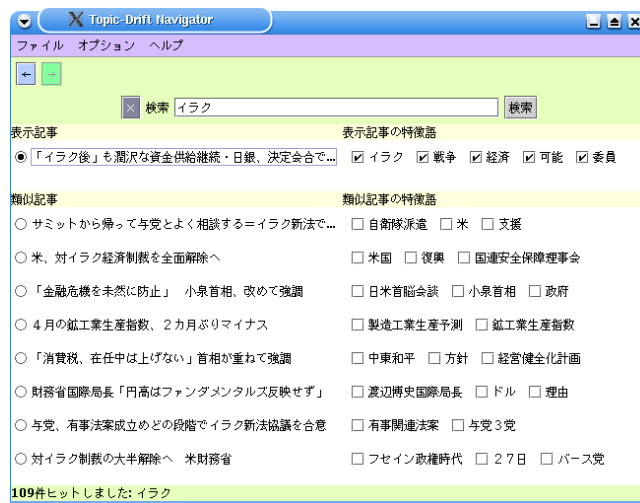 Topic-Drift Navigator
ファイル オプション ヘルプ
← →
× 検索 イラク 検索
表示記事 表示記事の特徴語
「イラク後」も潤沢な資金供給継続・日銀、決定会合で... イラク 戦争 経済 可能 委員
類似記事 類似記事の特徴語
サミットから帰って与党とよく相談する=イラク新法で... 自衛隊派遣 米 支援
米、対イラク経済制裁を全面解除へ 米国 復興 国連安全保障理事会
「金融危機を未然に防止」 小泉首相、改めて強調 日米首脳会談 小泉首相 政府
4月の鉱工業生産指数、2カ月ぶりマイナス 製造工業生産予測 鉱工業生産指数
「消費税、在任中は上げない」首相が重ねて強調 中東和平 方針 経営健全化計画
財務省国際局長「円高はファンダメンタルズ反映せず」 渡辺博史国際局長 ドル 理由
与党、有事法案成立めどの段階でイラク新法協議を合意 有事関連法案 与党3党
対イラク制裁の大半解除へ 米財務省 フセイン政権時代 27日 バース党
109件ヒットしました: イラク